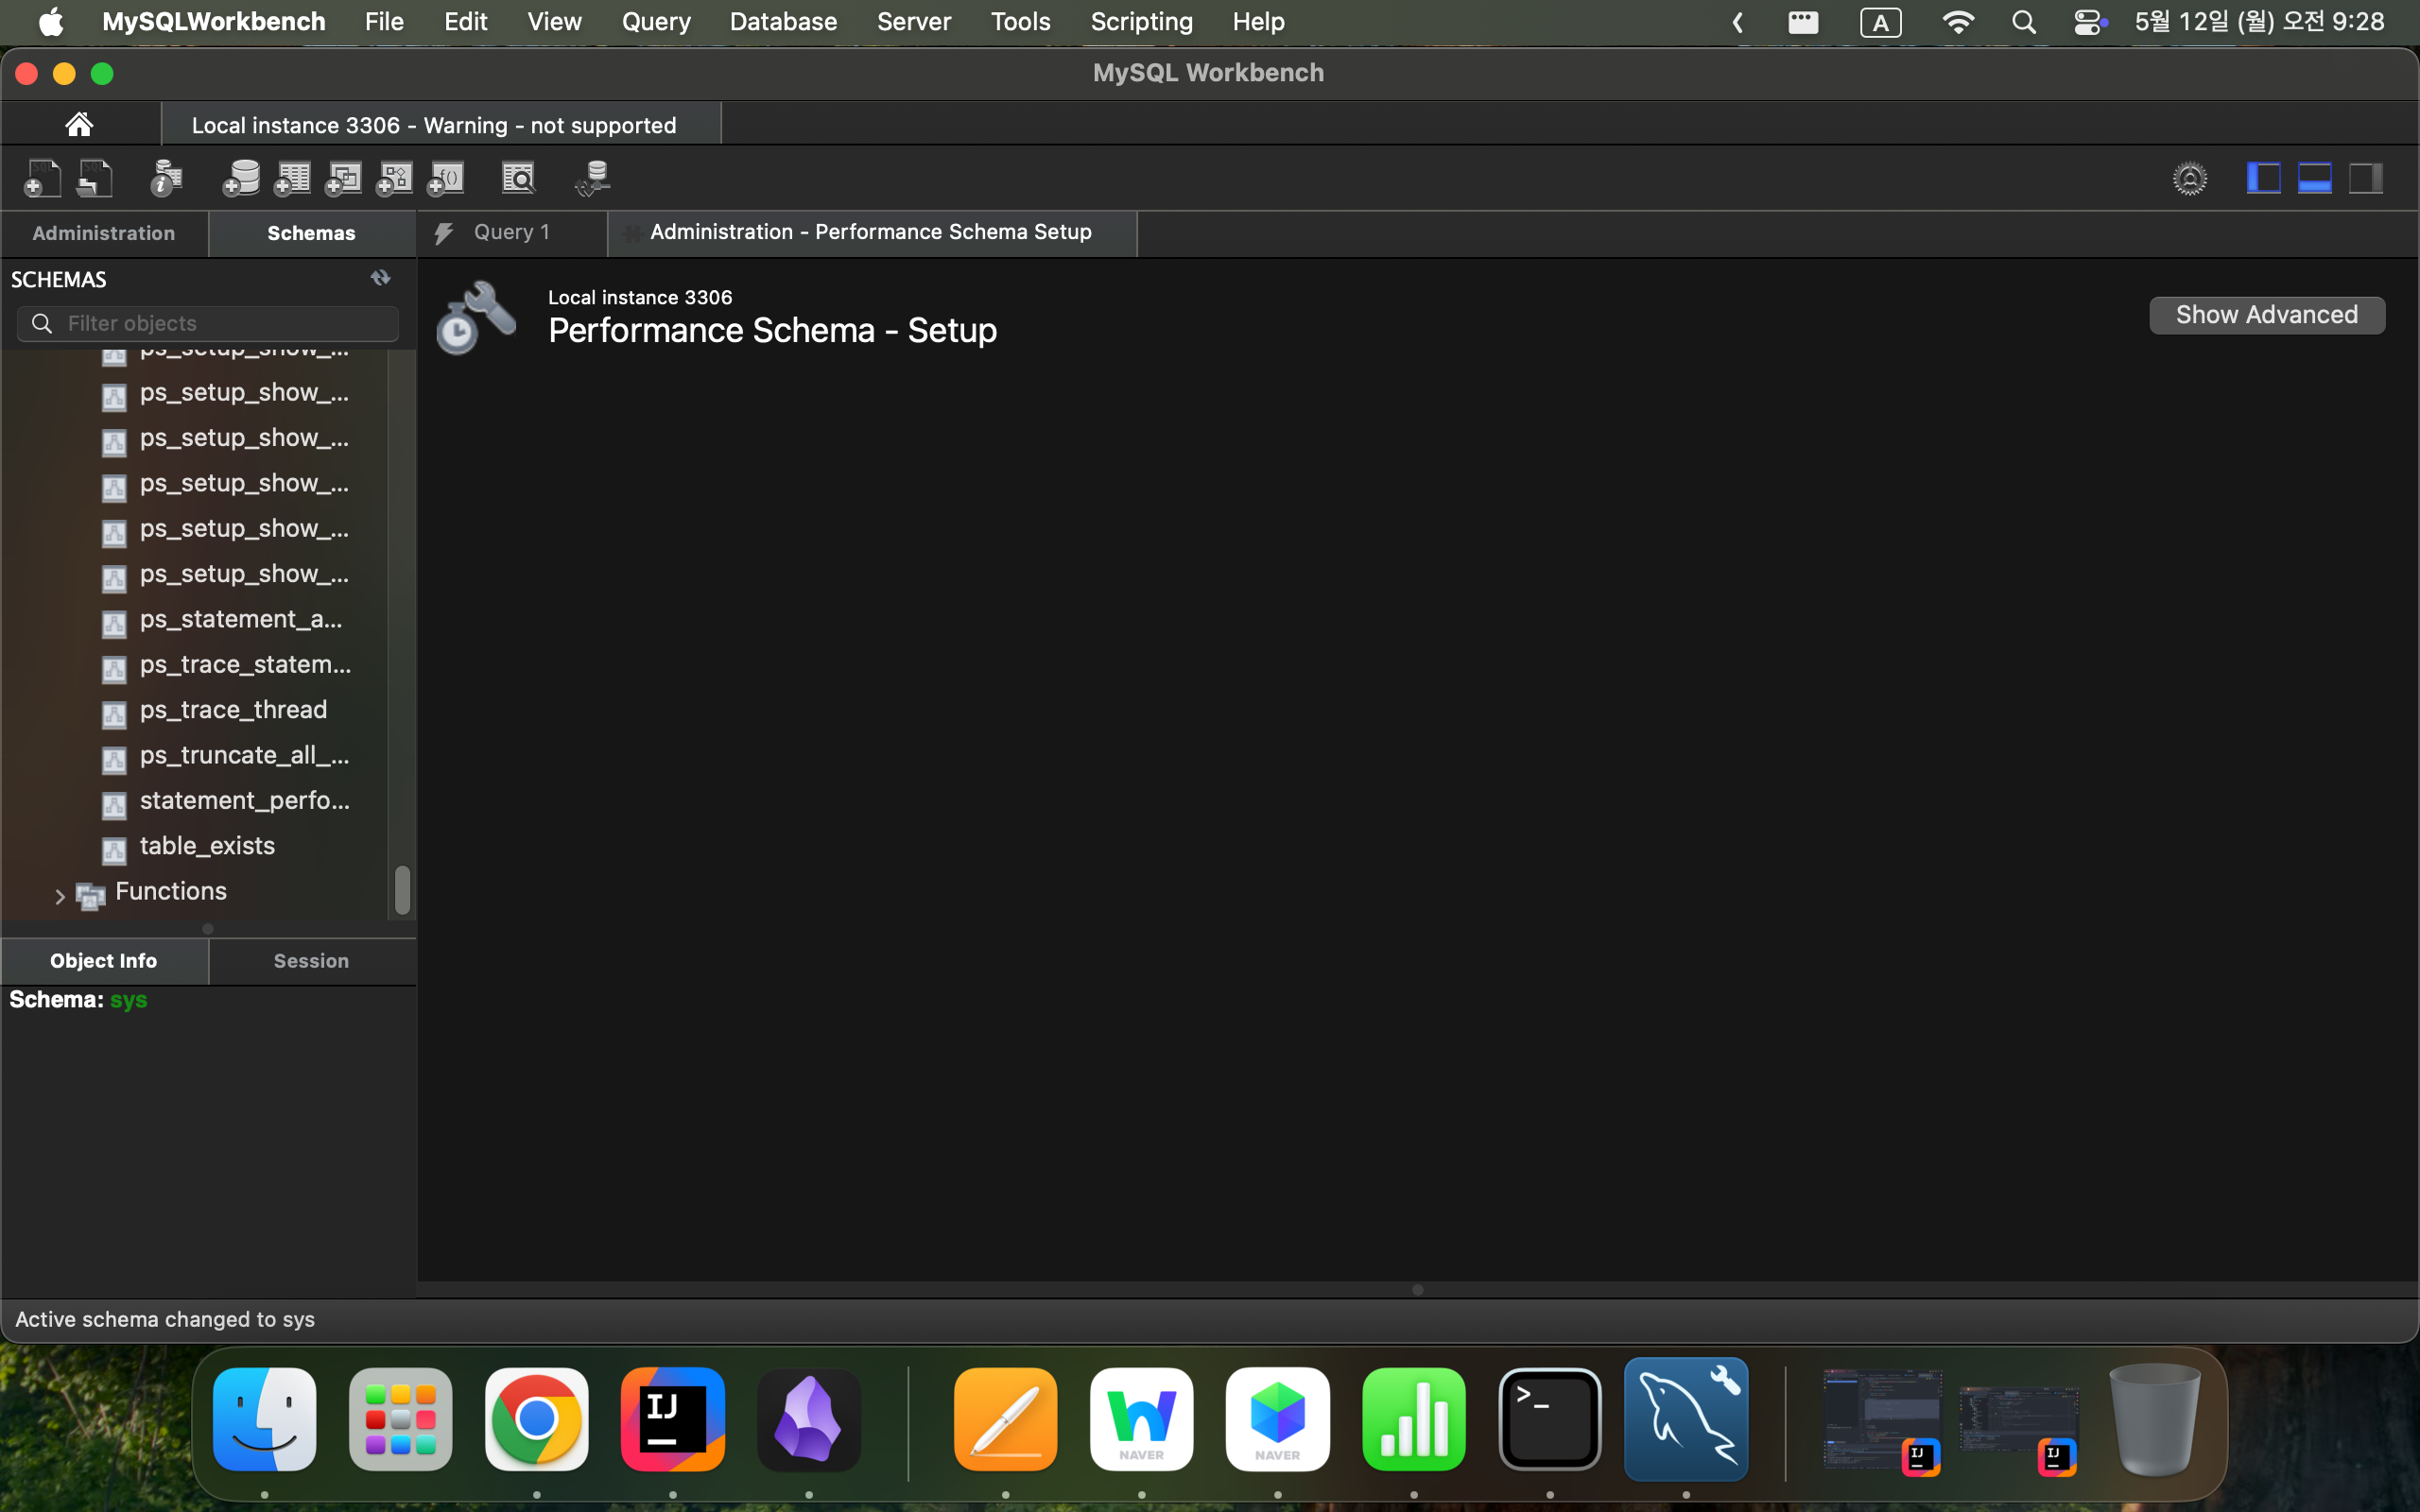 MySQLWorkbench File Edit View Query Database Server Tools Scripting Help A 5월 12일 (월) 오전 9:28
MySQL Workbench
Local instance 3306 - Warning - not supported
Administration Schemas Query 1 Administration - Performance Schema Setup
SCHEMAS
Filter objects
Local instance 3306
Performance Schema - Setup
Show Advanced
ps_setup_show_...
ps_setup_show_...
ps_setup_show_...
ps_setup_show_...
ps_setup_show_...
ps_setup_show_...
ps_statement_a...
ps_trace_statem...
ps_trace_thread
ps_truncate_all_...
statement_perfo...
table_exists
Functions
Object Info Session
Schema: sys
Active schema changed to sys
IJ
NAVER
NAVER
>_
IJ
IJ